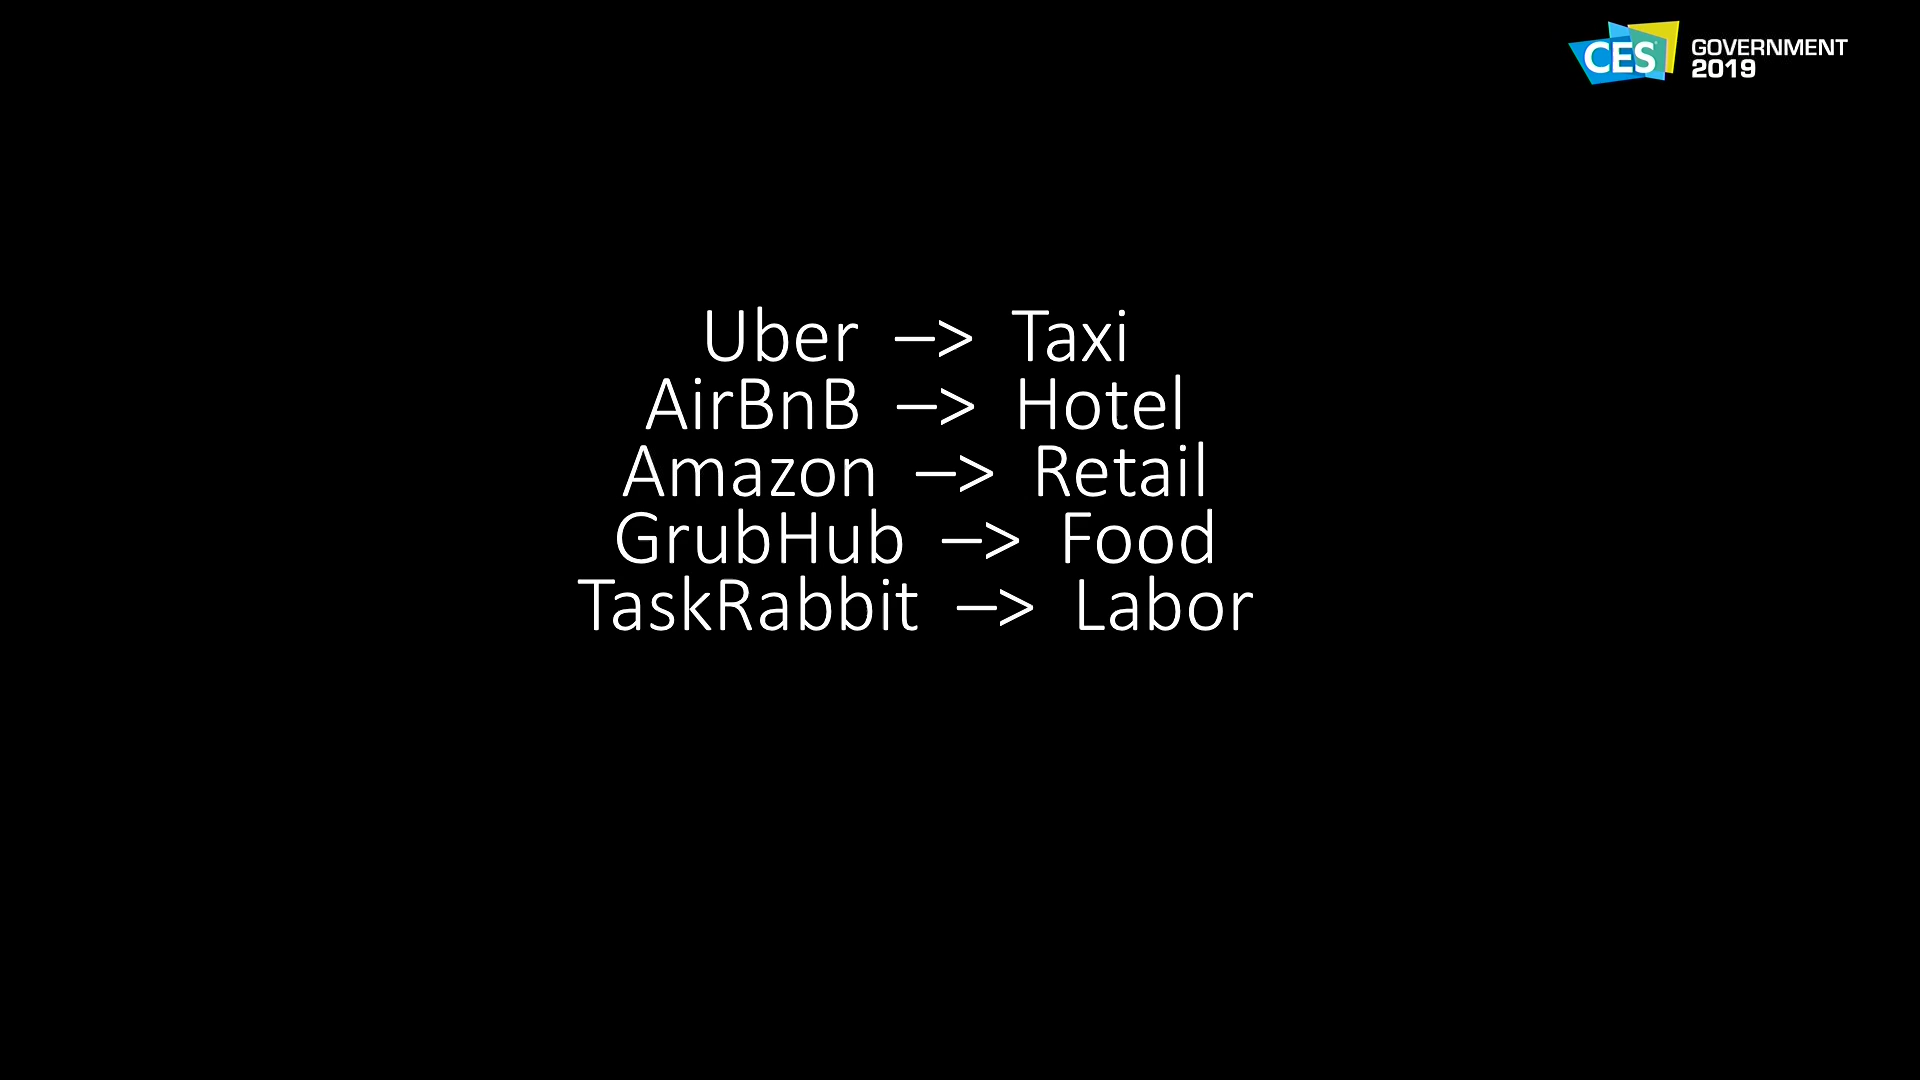 CES GOVERNMENT
2019
Uber –> Taxi
AirBnB –> Hotel
Amazon –> Retail
GrubHub –> Food
TaskRabbit –> Labor